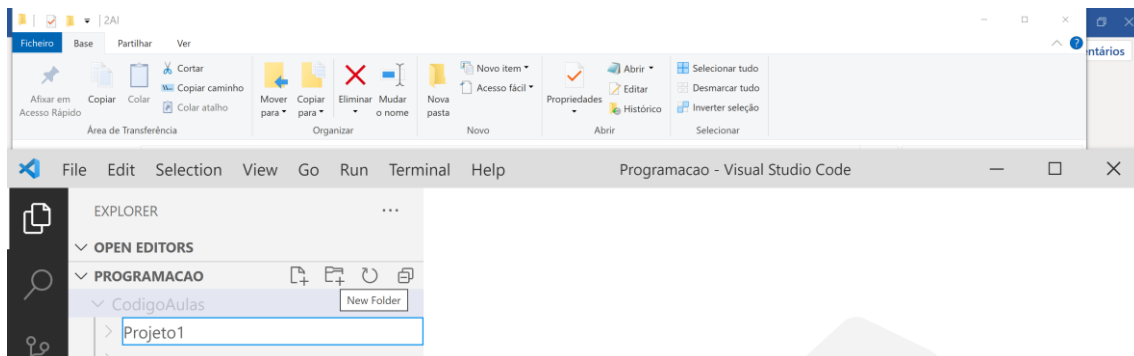 2AI
Ficheiro Base Partilhar Ver
ntários
Afixar em Acesso Rápido
Copiar
Colar
Cortar
Copiar caminho
Colar atalho
Mover para
Copiar para
Eliminar
Mudar o nome
Nova pasta
Novo item
Acesso fácil
Propriedades
Abrir
Editar
Histórico
Selecionar tudo
Desmarcar tudo
Inverter seleção
Área de Transferência Organizar Novo Abrir Selecionar
File Edit Selection View Go Run Terminal Help Programacao - Visual Studio Code
EXPLORER
OPEN EDITORS
PROGRAMACAO
New Folder
CodigoAulas
Projeto1